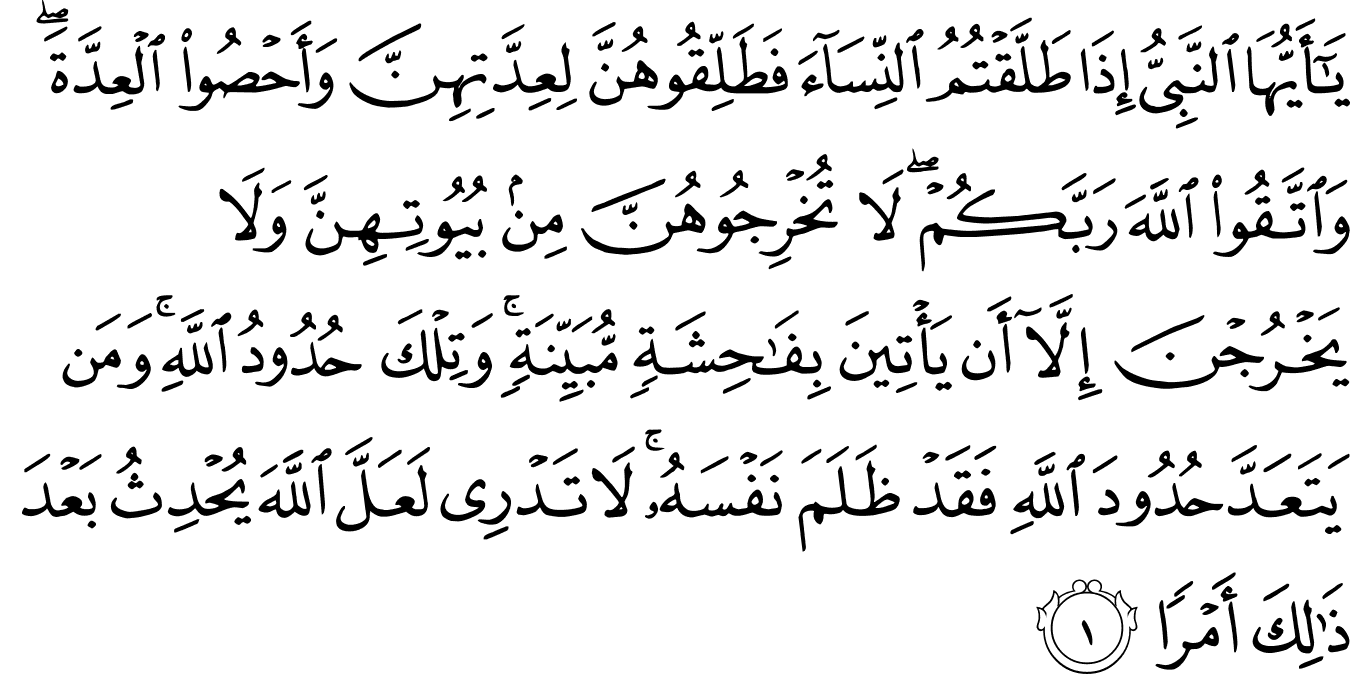 يَـٰٓأَيُّهَا ٱلنَّبِىُّ إِذَا طَلَّقْتُمُ ٱلنِّسَآءَ فَطَلِّقُوهُنَّ لِعِدَّتِهِنَّ وَأَحْصُوا۟ ٱلْعِدَّةَ ۖ
وَٱتَّقُوا۟ ٱللَّهَ رَبَّكُمْ ۖ لَا تُخْرِجُوهُنَّ مِنۢ بُيُوتِهِنَّ وَلَا
يَخْرُجْنَ إِلَّآ أَن يَأْتِينَ بِفَـٰحِشَةٍ مُّبَيِّنَةٍ ۚ وَتِلْكَ حُدُودُ ٱللَّهِ ۚ وَمَن
يَتَعَدَّ حُدُودَ ٱللَّهِ فَقَدْ ظَلَمَ نَفْسَهُۥ ۚ لَا تَدْرِى لَعَلَّ ٱللَّهَ يُحْدِثُ بَعْدَ
ذَٰلِكَ أَمْرًا ١